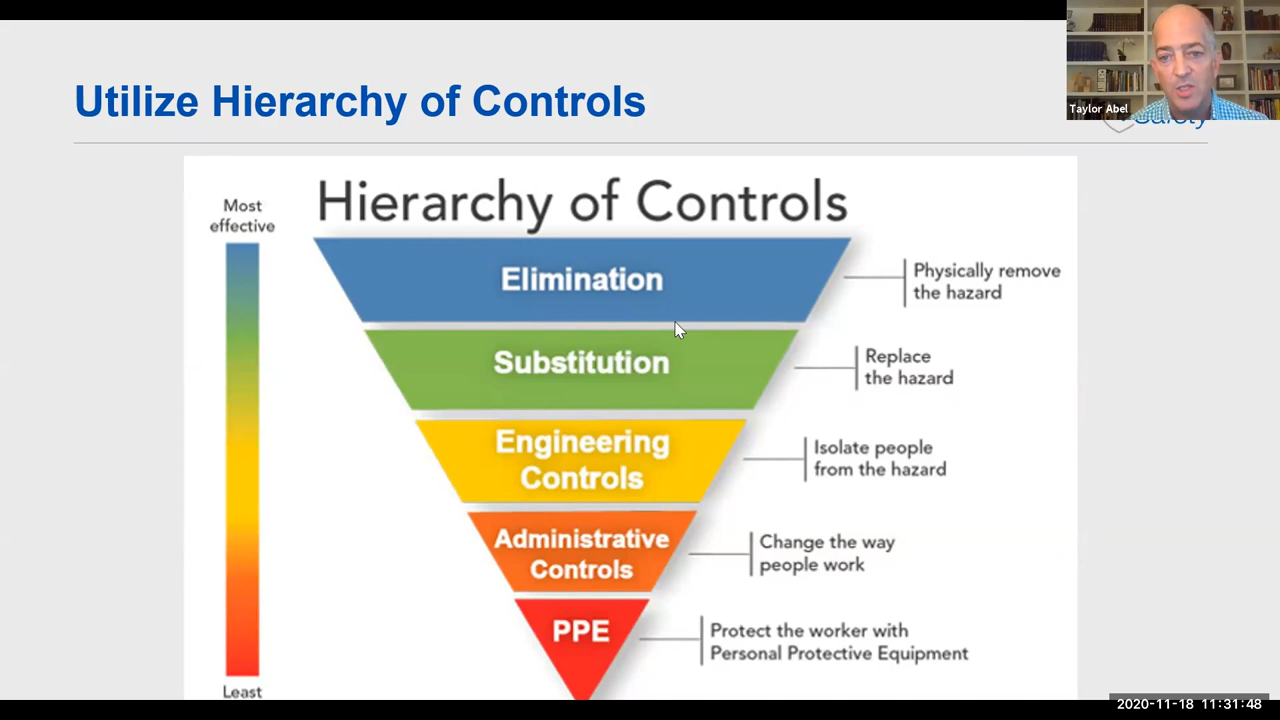 Utilize Hierarchy of Controls
Taylor Abel
Safety
Hierarchy of Controls
Most
effective
Elimination
Physically remove
the hazard
Substitution
Replace
the hazard
Engineering
Controls
Isolate people
from the hazard
Administrative
Controls
Change the way
people work
PPE
Protect the worker with
Personal Protective Equipment
Least
2020-11-18 11:31:48